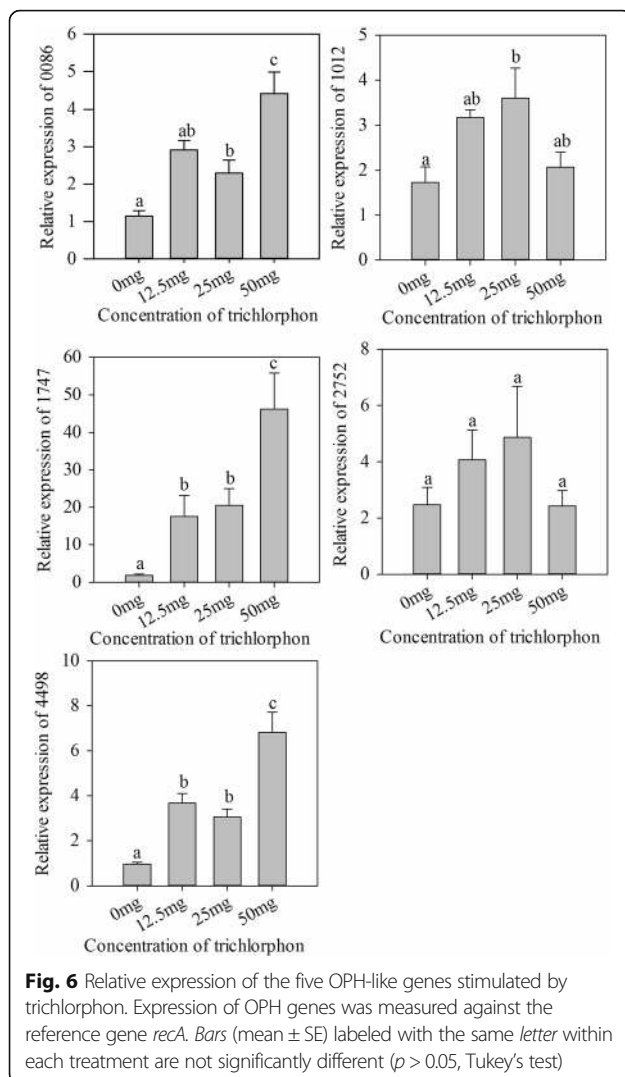 Relative expression of 0086
6
5
4
3
2
1
0
a
ab
b
c
0mg
12.5mg
25mg
50mg
Concentration of trichlorphon
Relative expression of 1012
5
4
3
2
1
0
a
ab
b
ab
0mg
12.5mg
25mg
50mg
Concentration of trichlorphon
Relative expression of 1747
60
50
40
30
20
10
0
a
b
b
c
0mg
12.5mg
25mg
50mg
Concentration of trichlorphon
Relative expression of 2752
8
6
4
2
0
a
a
a
a
0mg
12.5mg
25mg
50mg
Concentration of trichlorphon
Relative expression of 4498
10
8
6
4
2
0
a
b
b
c
0mg
12.5mg
25mg
50mg
Concentration of trichlorphon
Fig. 6 Relative expression of the five OPH-like genes stimulated by
trichlorphon. Expression of OPH genes was measured against the
reference gene recA. Bars (mean ± SE) labeled with the same letter within
each treatment are not significantly different (p > 0.05, Tukey's test)